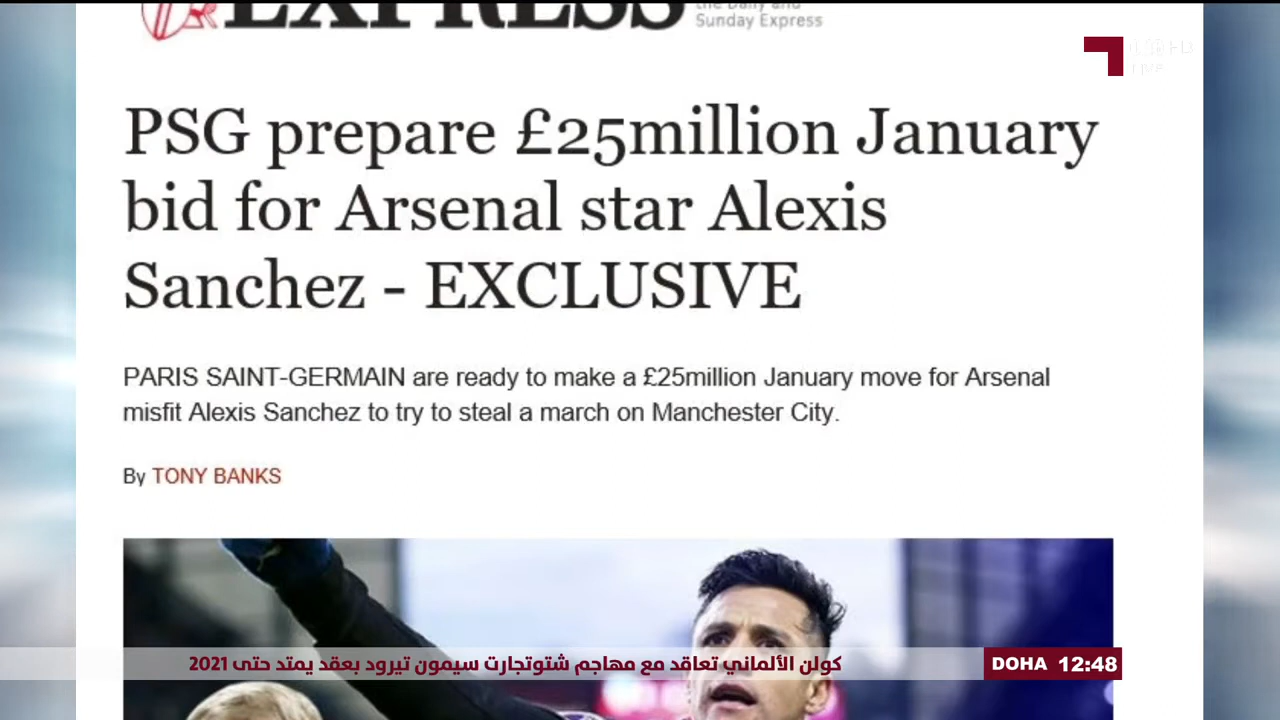 EXPRESS
the Daily and
Sunday Express
PSG prepare £25million January
bid for Arsenal star Alexis
Sanchez - EXCLUSIVE
PARIS SAINT-GERMAIN are ready to make a £25million January move for Arsenal
misfit Alexis Sanchez to try to steal a march on Manchester City.
By TONY BANKS
كولن الألماني تعاقد مع مهاجم شتوتجارت سيمون تيرود بعقد يمتد حتى 2021
DOHA 12:48